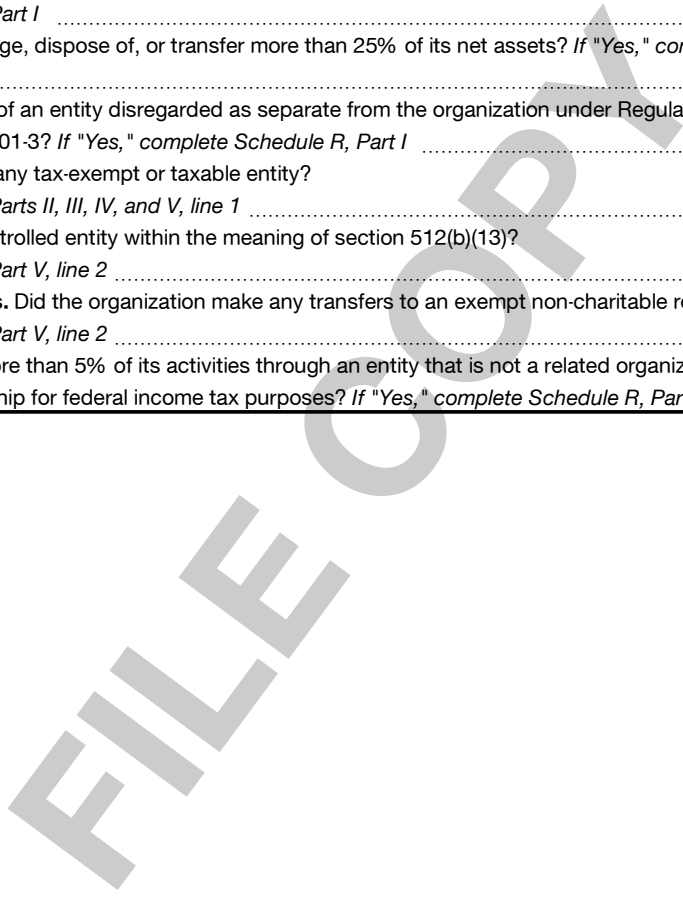 Part I
ge, dispose of, or transfer more than 25% of its net assets? If "Yes," con
of an entity disregarded as separate from the organization under Regula
01-3? If "Yes," complete Schedule R, Part I
any tax-exempt or taxable entity?
Parts II, III, IV, and V, line 1
trolled entity within the meaning of section 512(b)(13)?
Part V, line 2
s. Did the organization make any transfers to an exempt non-charitable re
Part V, line 2
ore than 5% of its activities through an entity that is not a related organiz
hip for federal income tax purposes? If "Yes," complete Schedule R, Par
FILE COPY